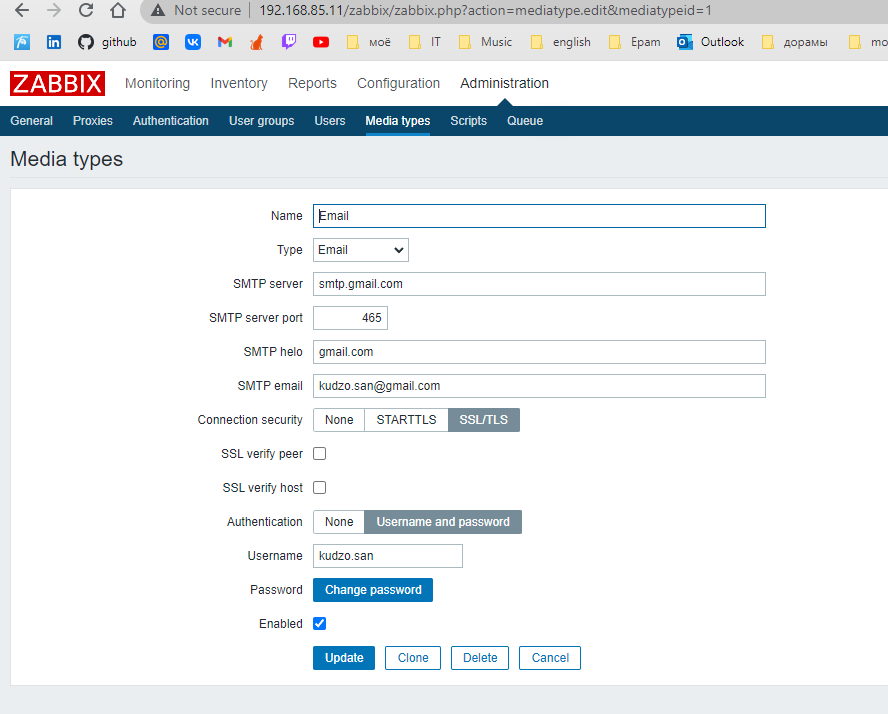 Not secure | 192.168.85.11/zabbix/zabbix.php?action=mediatype.edit&mediatypeid=1
github моё IT Music english Epam Outlook дорамы mo
ZABBIX Monitoring Inventory Reports Configuration Administration
General Proxies Authentication User groups Users Media types Scripts Queue
Media types
Name Email
Type Email
SMTP server smtp.gmail.com
SMTP server port 465
SMTP helo gmail.com
SMTP email kudzo.san@gmail.com
Connection security None STARTTLS SSL/TLS
SSL verify peer
SSL verify host
Authentication None Username and password
Username kudzo.san
Password Change password
Enabled
Update Clone Delete Cancel